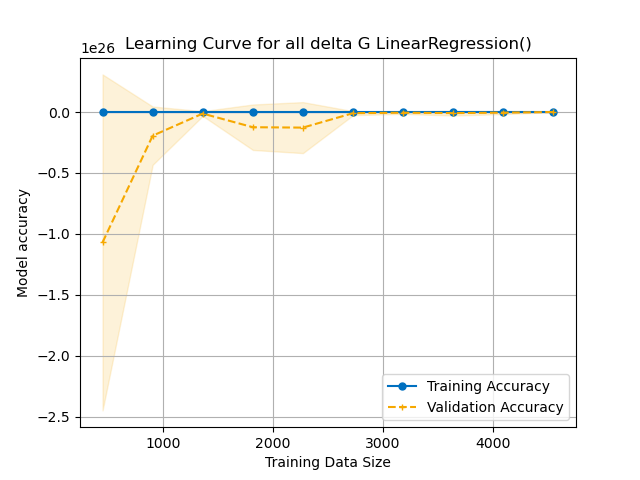 Learning Curve for all delta G LinearRegression()
1e26
0.0
−0.5
−1.0
−1.5
−2.0
−2.5
Model accuracy
1000 2000 3000 4000
Training Data Size
Training Accuracy
Validation Accuracy